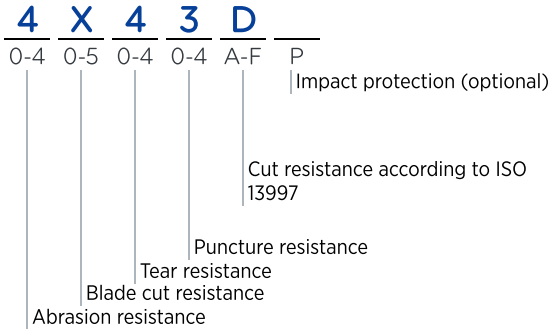 4 X 4 3 D
0-4 0-5 0-4 0-4 A-F P
Impact protection (optional)
Cut resistance according to ISO
13997
Puncture resistance
Tear resistance
Blade cut resistance
Abrasion resistance